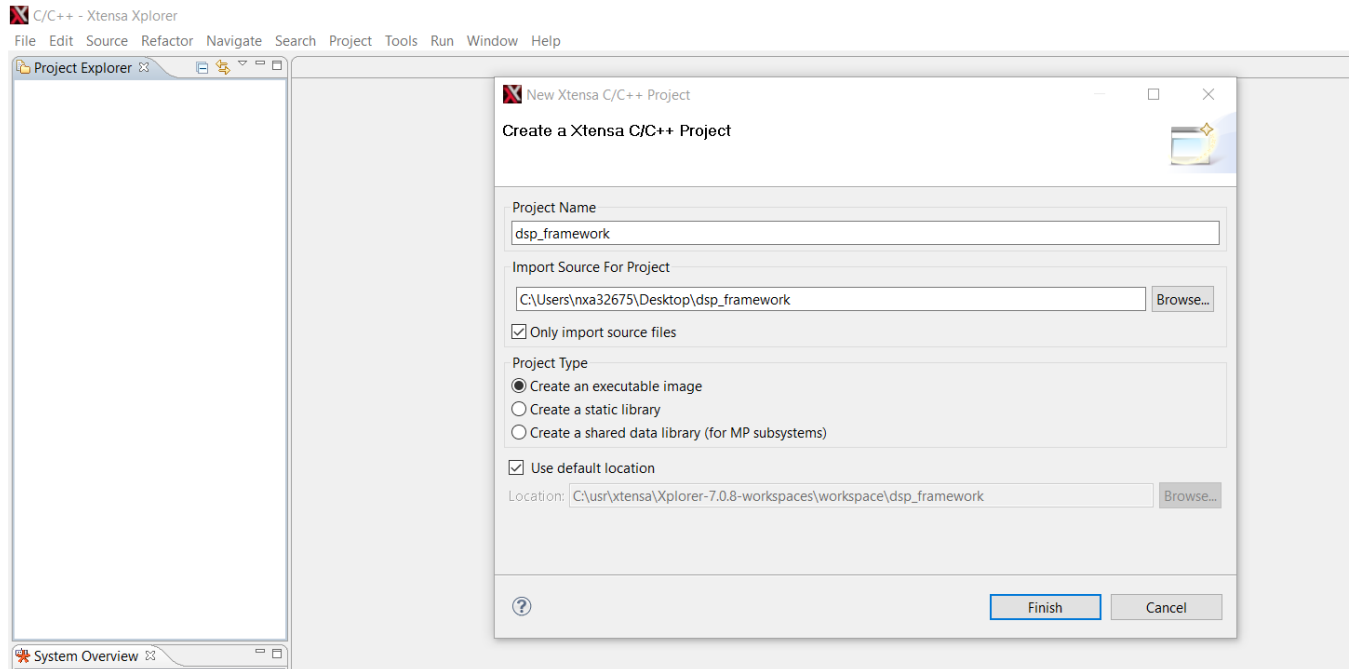 C/C++ - Xtensa Xplorer
File Edit Source Refactor Navigate Search Project Tools Run Window Help
Project Explorer
New Xtensa C/C++ Project
Create a Xtensa C/C++ Project
Project Name
dsp_framework
Import Source For Project
C:\Users\nxa32675\Desktop\dsp_framework Browse...
Only import source files
Project Type
Create an executable image
Create a static library
Create a shared data library (for MP subsystems)
Use default location
Location: C:\usr\xtensa\Xplorer-7.0.8-workspaces\workspace\dsp_framework Browse...
? Finish Cancel
System Overview